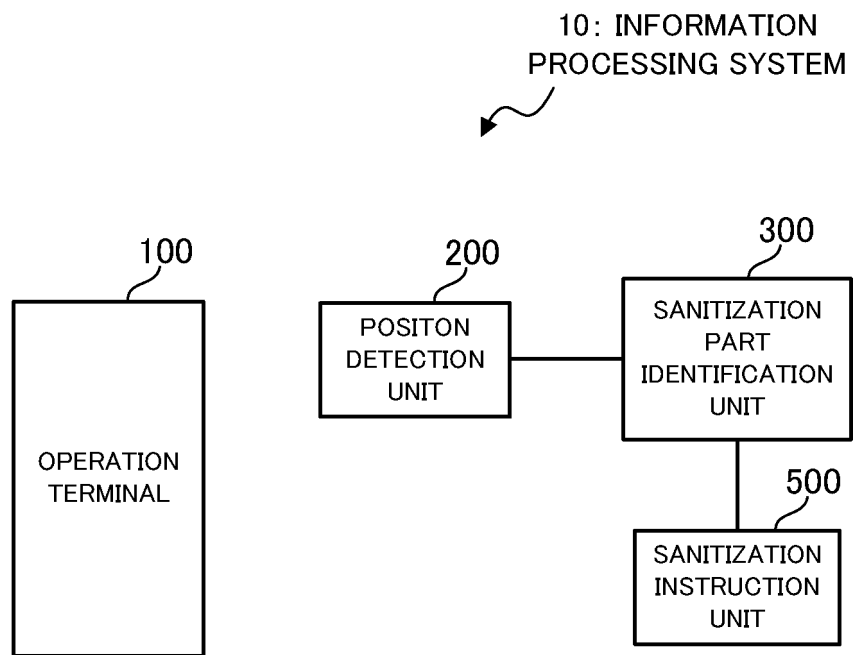 10: INFORMATION
PROCESSING SYSTEM
100
OPERATION
TERMINAL
200
POSITON
DETECTION
UNIT
300
SANITIZATION
PART
IDENTIFICATION
UNIT
500
SANITIZATION
INSTRUCTION
UNIT